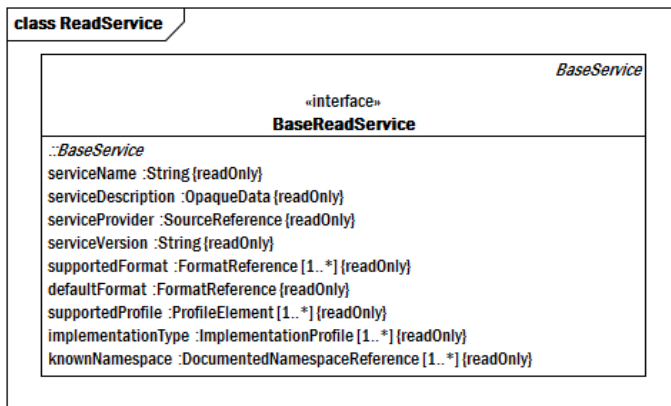 class ReadService
BaseService
«interface»
BaseReadService
::BaseService
serviceName :String {readOnly}
serviceDescription :OpaqueData {readOnly}
serviceProvider :SourceReference {readOnly}
serviceVersion :String {readOnly}
supportedFormat :FormatReference [1..*] {readOnly}
defaultFormat :FormatReference {readOnly}
supportedProfile :ProfileElement [1..*] {readOnly}
implementationType :ImplementationProfile [1..*] {readOnly}
knownNamespace :DocumentedNamespaceReference [1..*] {readOnly}